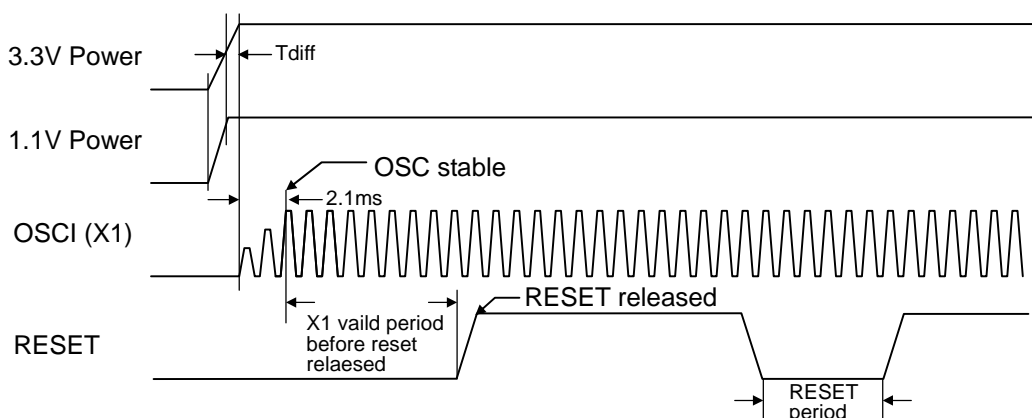 3.3V Power
Tdiff
1.1V Power
OSC stable
2.1ms
OSCI (X1)
RESET released
X1 vaild period
before reset
relaesed
RESET
RESET
period